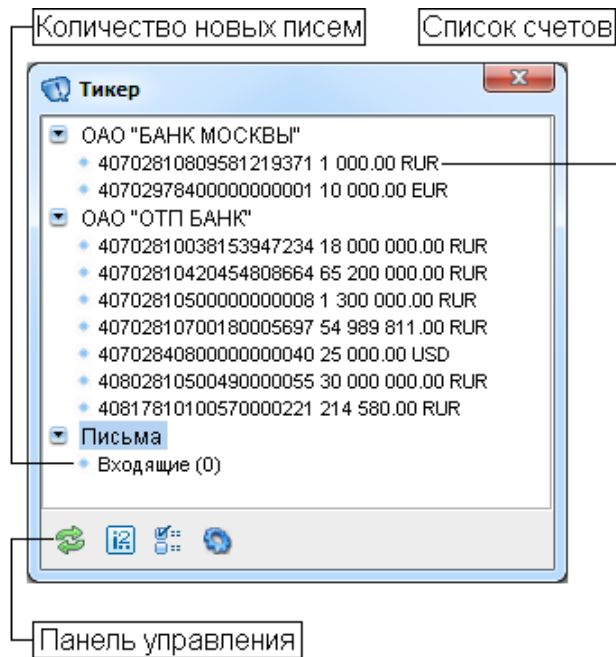 Количество новых писем
Список счетов
Тикер
ОАО "БАНК МОСКВЫ"
40702810809581219371 1 000.00 RUR
40702978400000000001 10 000.00 EUR
ОАО "ОТП БАНК"
40702810038153947234 18 000 000.00 RUR
40702810420454808664 65 200 000.00 RUR
40702810500000000008 1 300 000.00 RUR
40702810700180005697 54 989 811.00 RUR
40702840800000000040 25 000.00 USD
40802810500490000055 30 000 000.00 RUR
40817810100570000221 214 580.00 RUR
Письма
Входящие (0)
i2
Панель управления